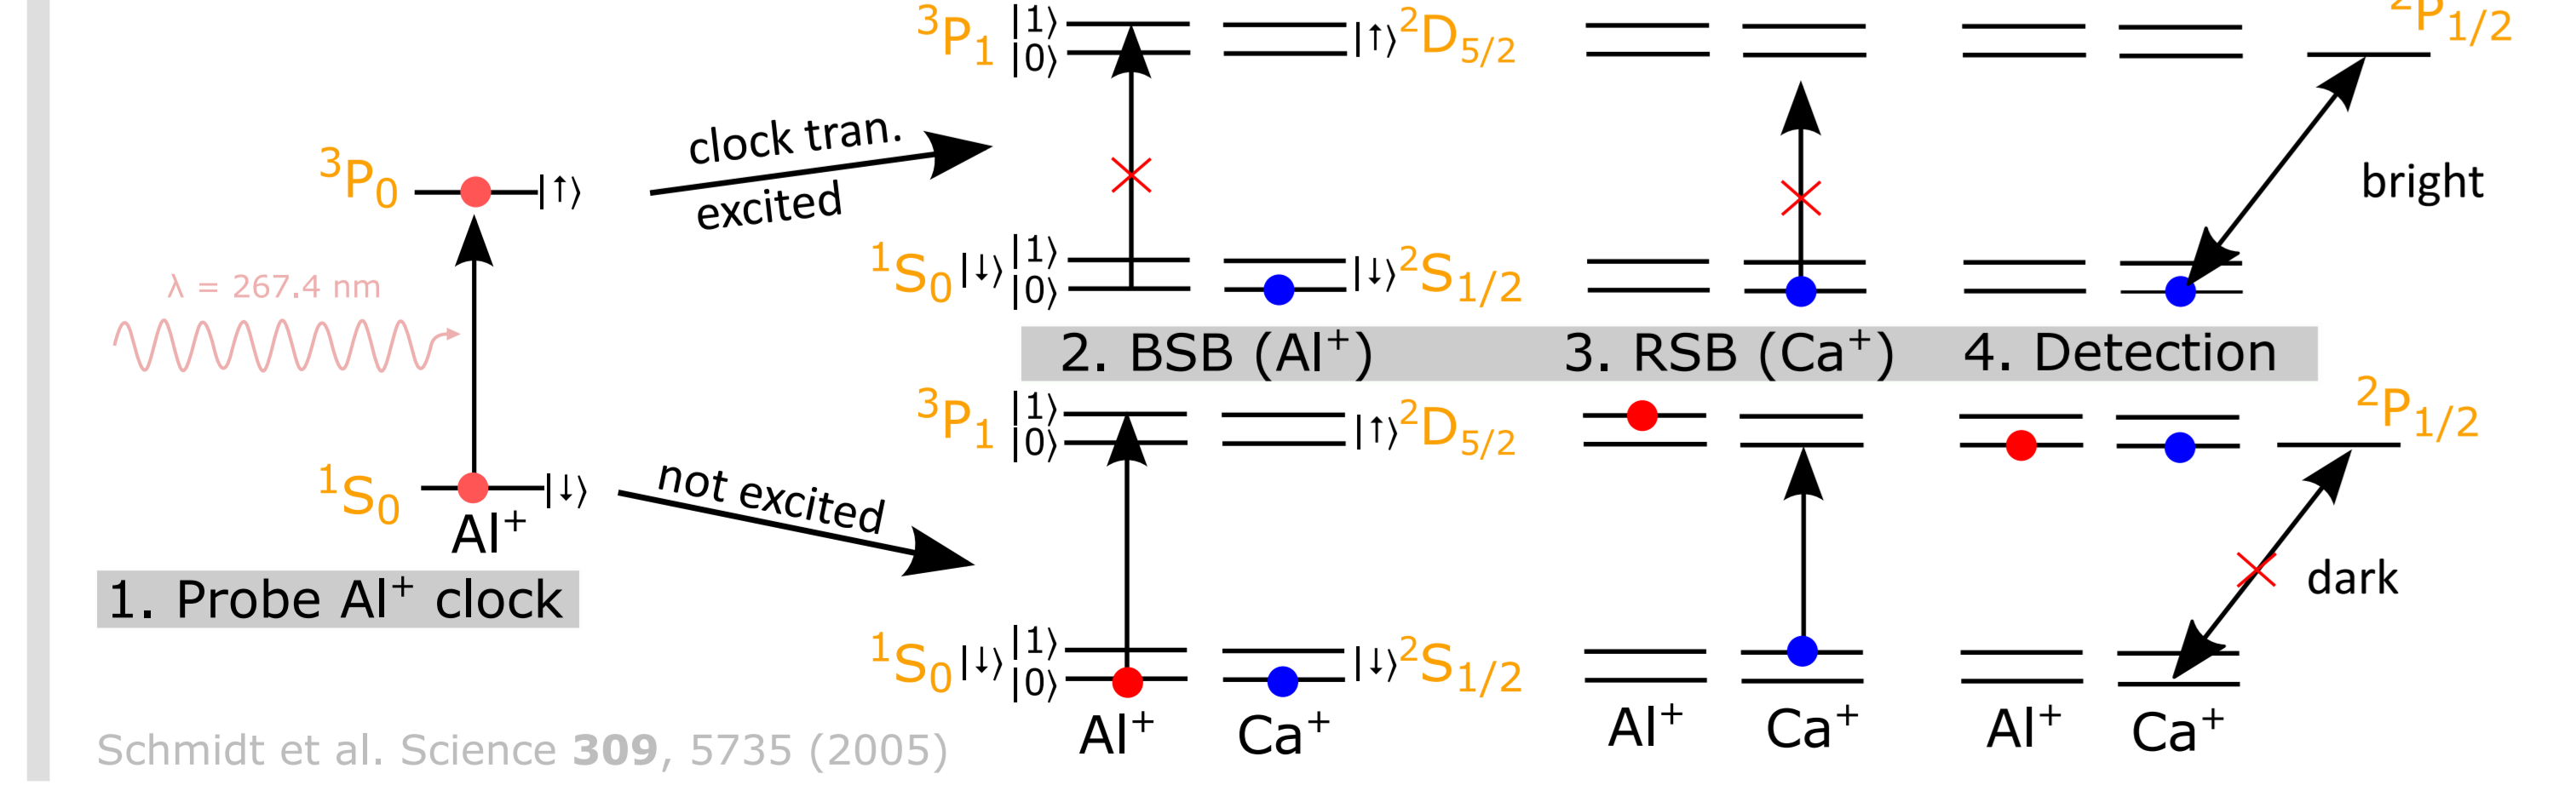 ³P₁ |1⟩ |↑⟩ ²D₅/₂ ²P₁/₂
|0⟩
clock tran.
excited
bright
³P₀ |↑⟩
¹S₀ |↓⟩ |1⟩ |↓⟩ ²S₁/₂
|0⟩
λ = 267.4 nm
2. BSB (Al⁺) 3. RSB (Ca⁺) 4. Detection
³P₁ |1⟩ |↑⟩ ²D₅/₂ ²P₁/₂
|0⟩
not excited
¹S₀ |↓⟩
Al⁺
dark
1. Probe Al⁺ clock
¹S₀ |↓⟩ |1⟩ |↓⟩ ²S₁/₂
|0⟩
Al⁺ Ca⁺ Al⁺ Ca⁺ Al⁺ Ca⁺
Schmidt et al. Science 309, 5735 (2005)